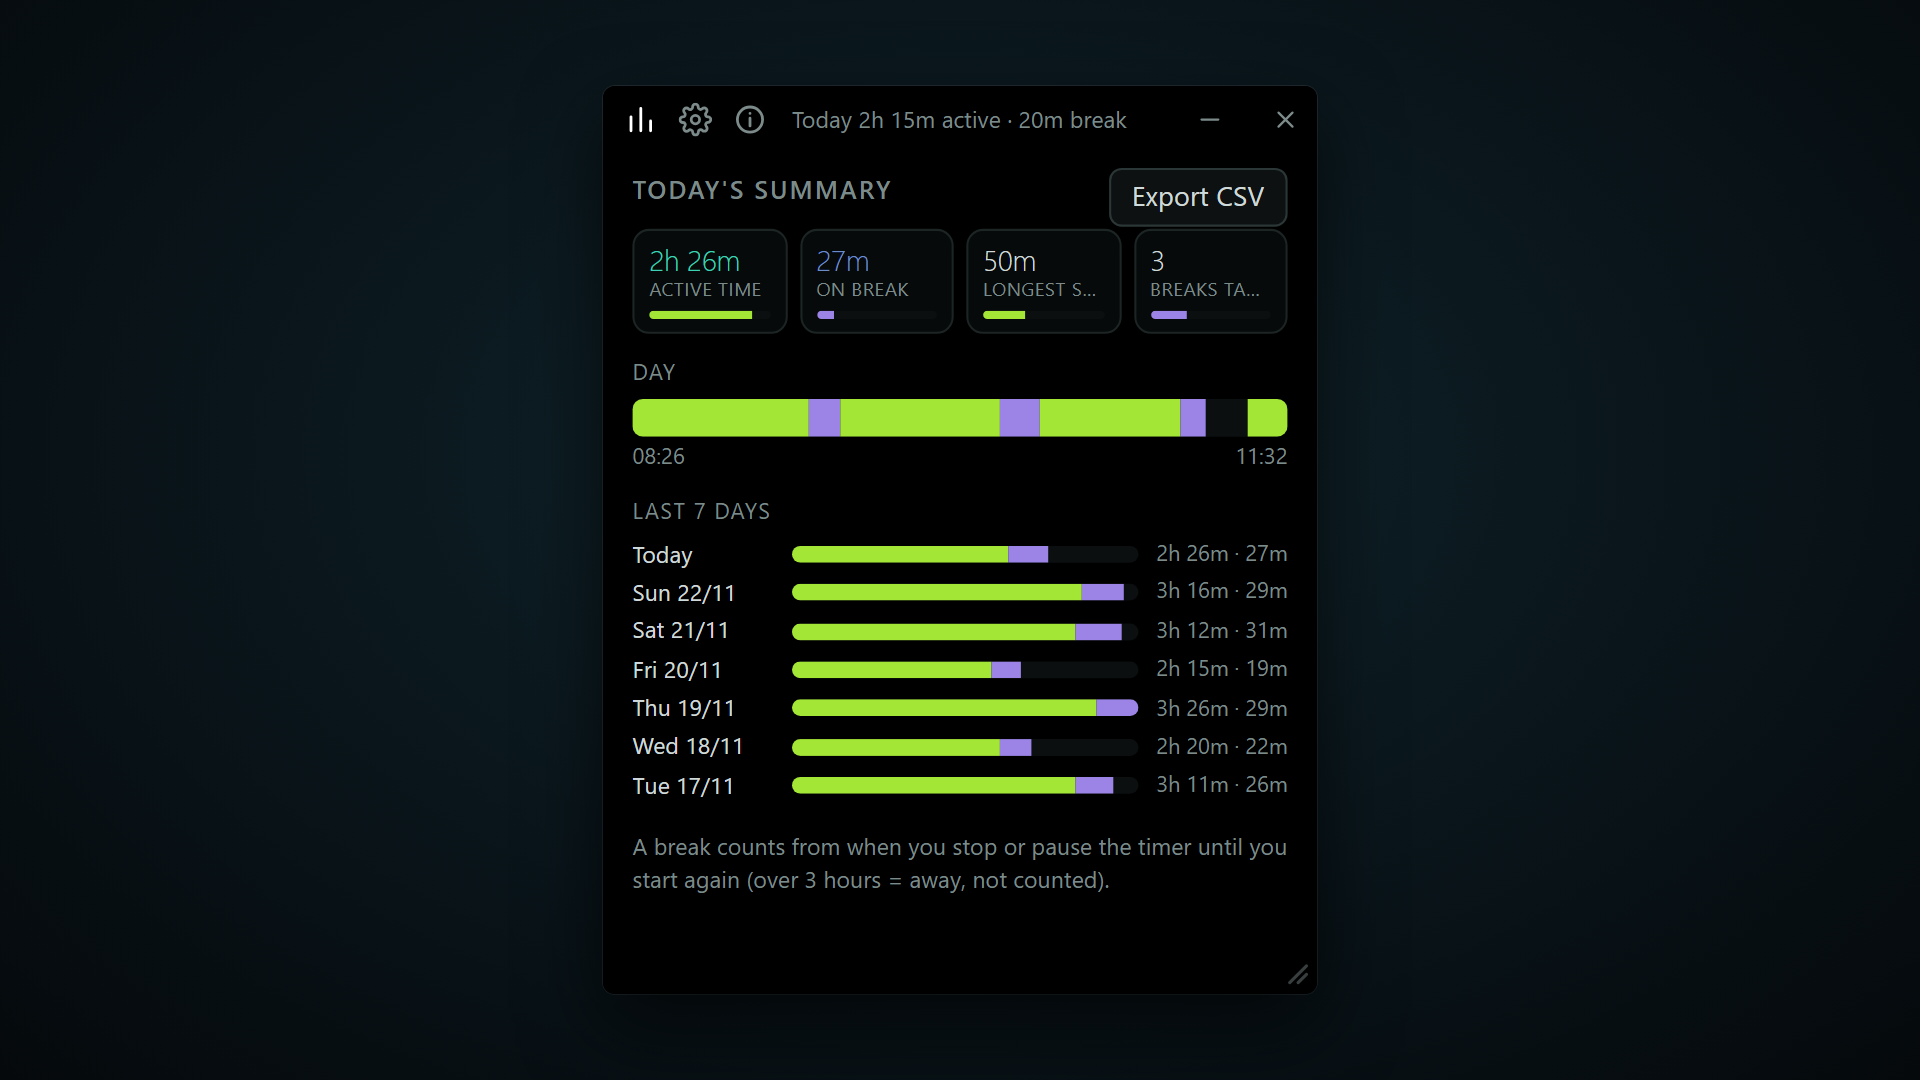 Today 2h 15m active · 20m break
TODAY'S SUMMARY
Export CSV
2h 26m
ACTIVE TIME
27m
ON BREAK
50m
LONGEST S...
3
BREAKS TA...
DAY
08:26
11:32
LAST 7 DAYS
Today 2h 26m · 27m
Sun 22/11 3h 16m · 29m
Sat 21/11 3h 12m · 31m
Fri 20/11 2h 15m · 19m
Thu 19/11 3h 26m · 29m
Wed 18/11 2h 20m · 22m
Tue 17/11 3h 11m · 26m
A break counts from when you stop or pause the timer until you
start again (over 3 hours = away, not counted).